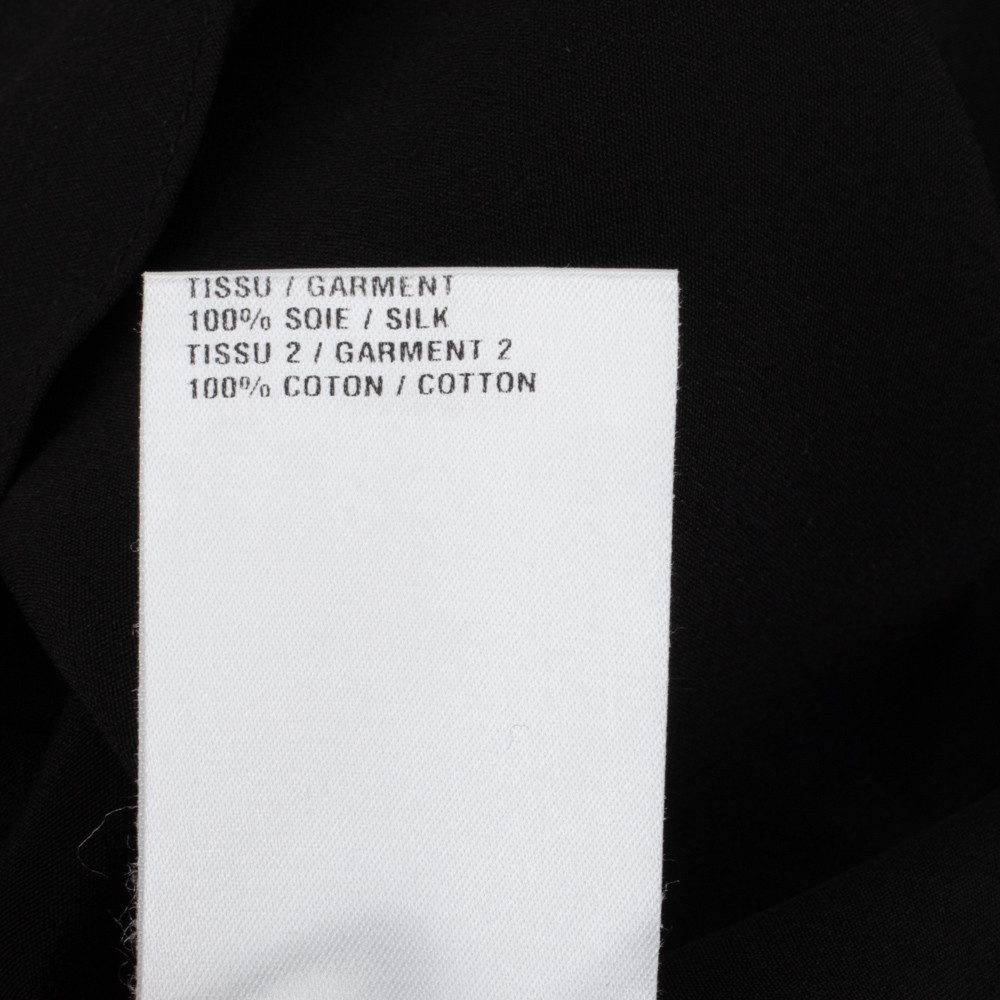 TISSU / GARMENT
100% SOIE / SILK
TISSU 2 / GARMENT 2
100% COTON / COTTON